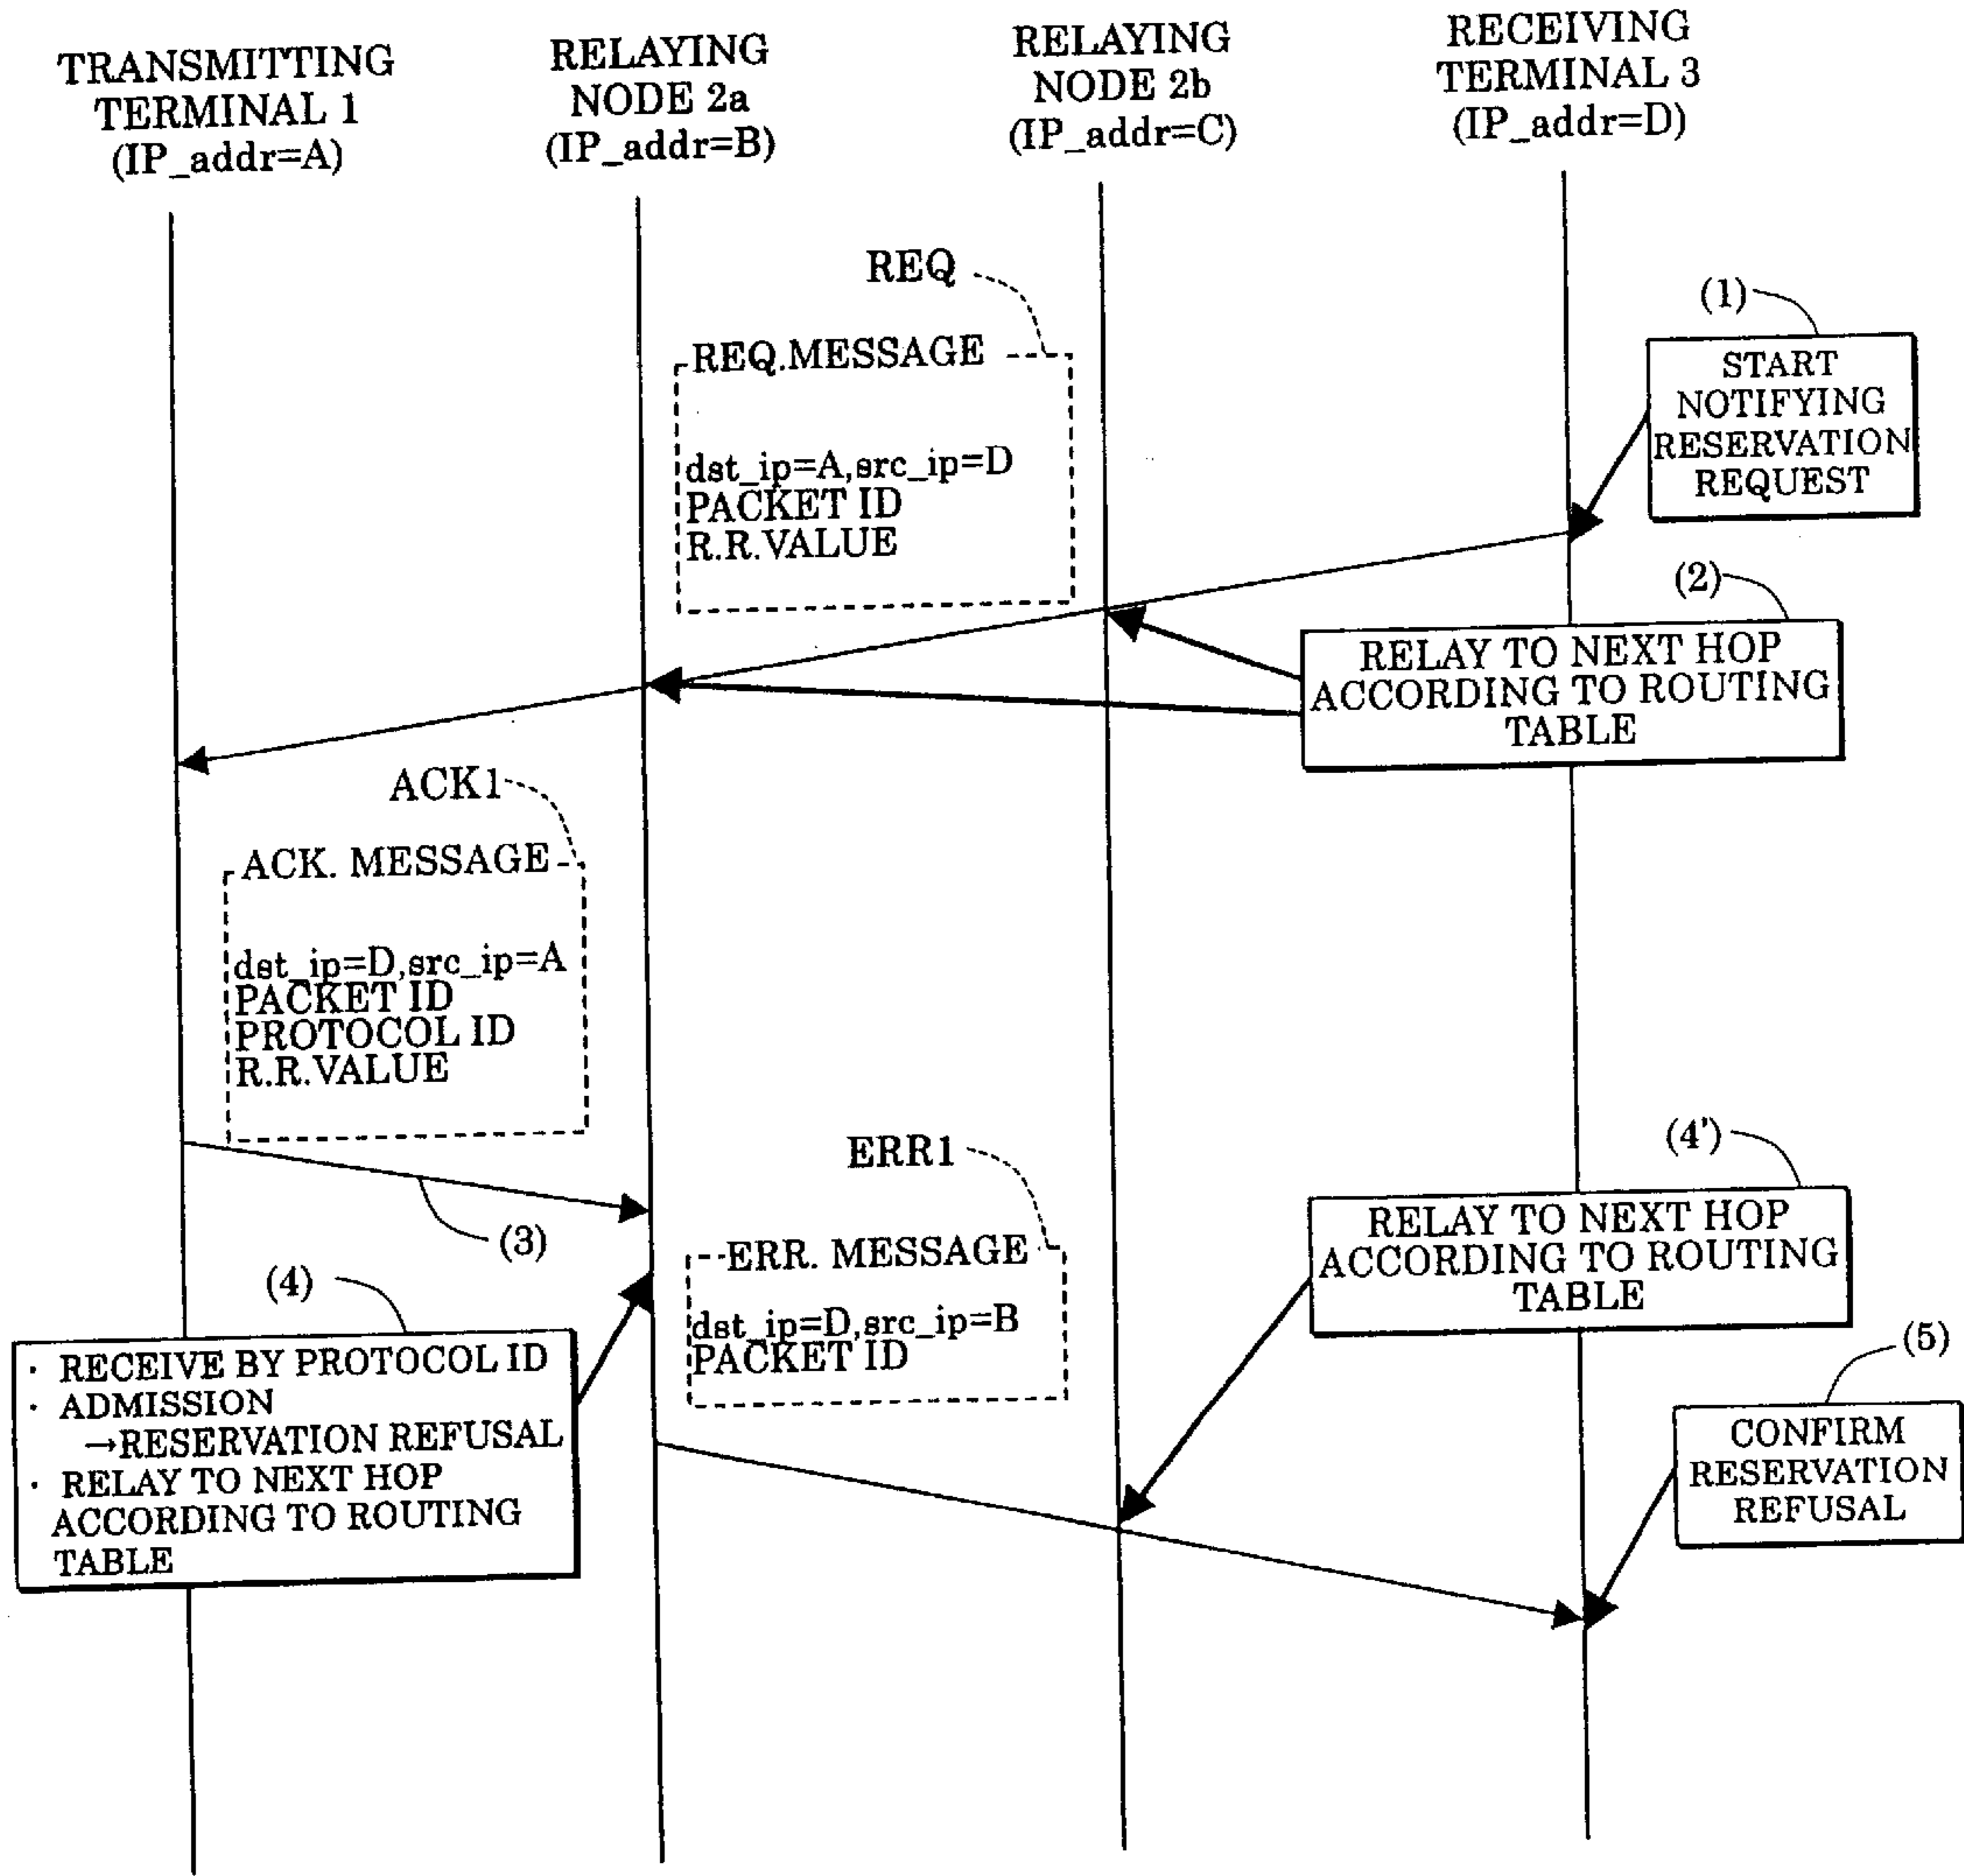 TRANSMITTING
TERMINAL 1
(IP_addr=A)
RELAYING
NODE 2a
(IP_addr=B)
RELAYING
NODE 2b
(IP_addr=C)
RECEIVING
TERMINAL 3
(IP_addr=D)
REQ
REQ.MESSAGE
dst_ip=A,src_ip=D
PACKET ID
R.R.VALUE
(1)
START
NOTIFYING
RESERVATION
REQUEST
(2)
RELAY TO NEXT HOP
ACCORDING TO ROUTING
TABLE
ACK1
ACK. MESSAGE
dst_ip=D,src_ip=A
PACKET ID
PROTOCOL ID
R.R.VALUE
(3)
ERR1
ERR. MESSAGE
dst_ip=D,src_ip=B
PACKET ID
(4')
RELAY TO NEXT HOP
ACCORDING TO ROUTING
TABLE
(4)
· RECEIVE BY PROTOCOL ID
· ADMISSION
→RESERVATION REFUSAL
· RELAY TO NEXT HOP
ACCORDING TO ROUTING
TABLE
(5)
CONFIRM
RESERVATION
REFUSAL